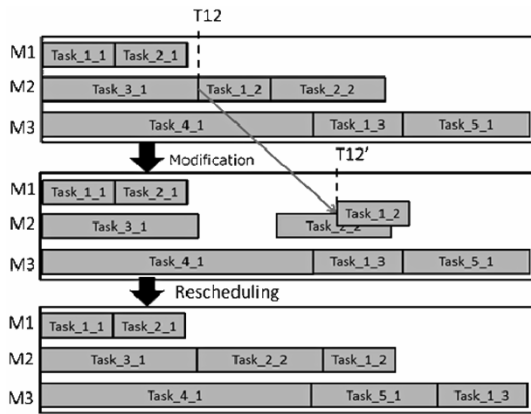 T12
M1 Task_1_1 Task_2_1
M2 Task_3_1 Task_1_2 Task_2_2
M3 Task_4_1 Task_1_3 Task_5_1
Modification
T12'
M1 Task_1_1 Task_2_1
Task_1_2
M2 Task_3_1 Task_2_2
M3 Task_4_1 Task_1_3 Task_5_1
Rescheduling
M1 Task_1_1 Task_2_1
M2 Task_3_1 Task_2_2 Task_1_2
M3 Task_4_1 Task_5_1 Task_1_3